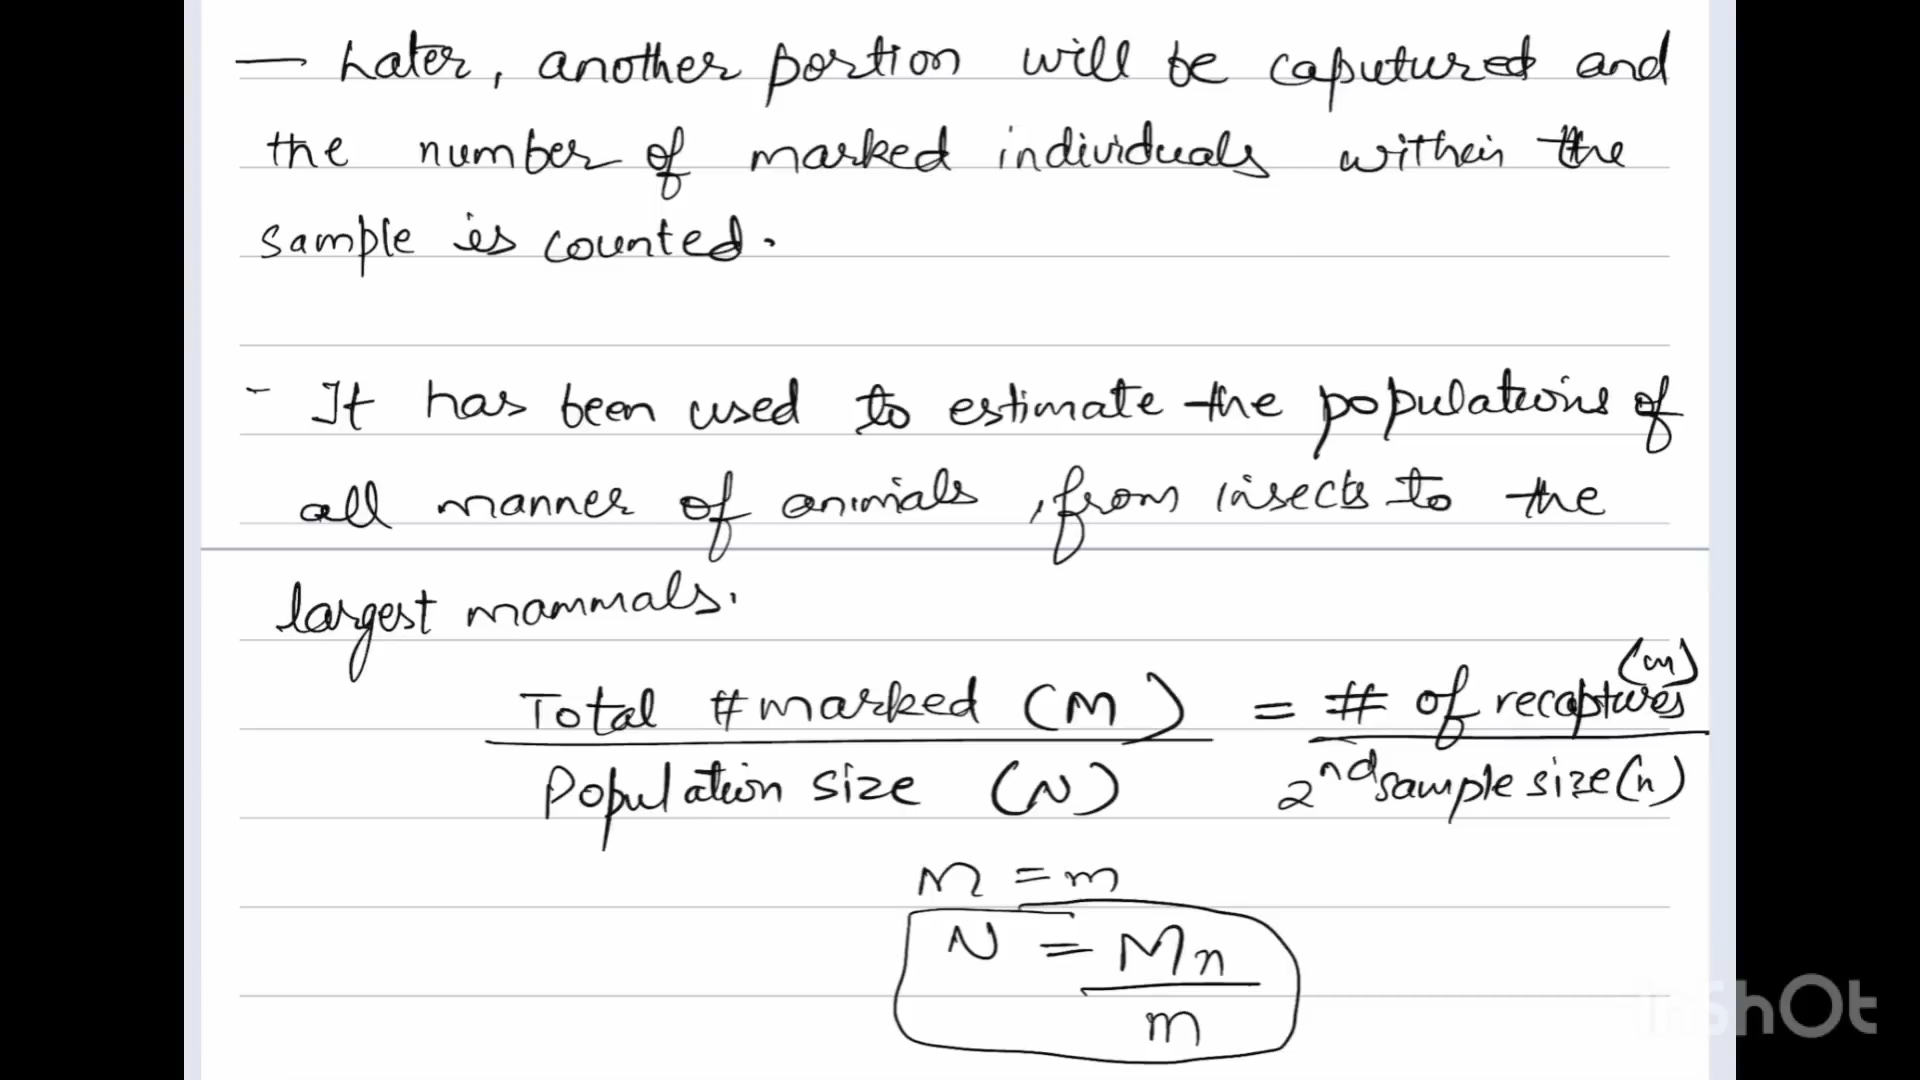 — Later, another portion will be caputured and
the number of marked individuals within the
sample is counted.
- It has been used to estimate the populations of
all manner of animals, from insects to the
largest mammals.
Total # marked (M) = # of recaptures (m)
Population size (N) 2nd sample size (n)
M = m
N = Mn
m
InShOt